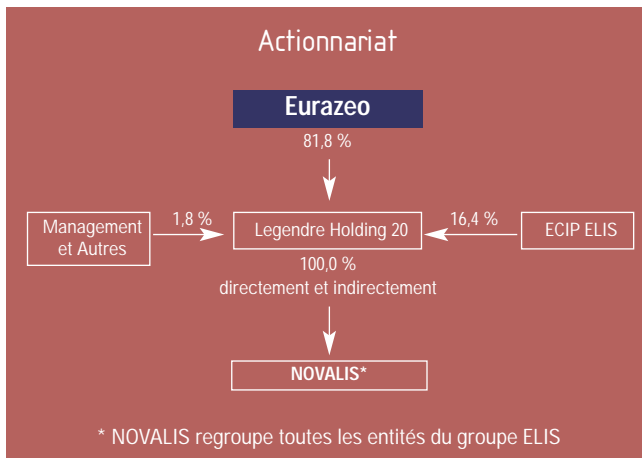 Actionnariat
Eurazeo
81,8 %
Management
et Autres
1,8 %
Legendre Holding 20
16,4 %
ECIP ELIS
100,0 %
directement et indirectement
NOVALIS*
* NOVALIS regroupe toutes les entités du groupe ELIS